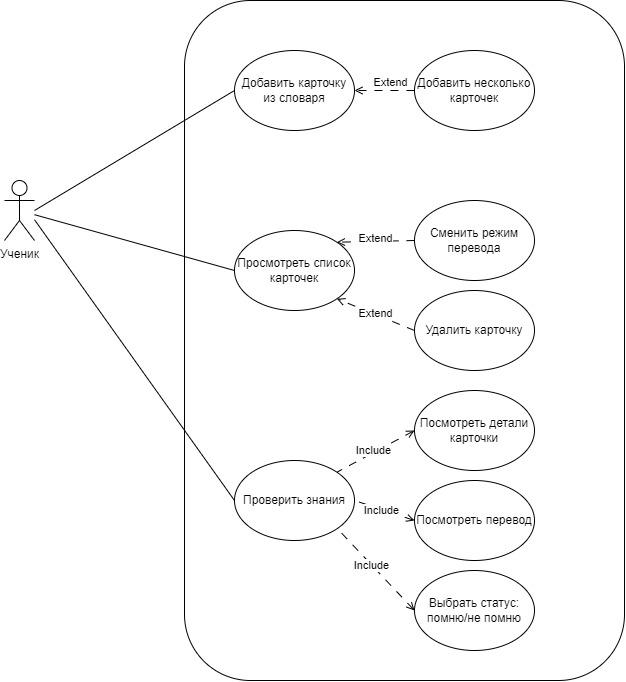 Добавить карточку
из словаря
Extend
Добавить несколько
карточек
Ученик
Просмотреть список
карточек
Extend
Сменить режим
перевода
Extend
Удалить карточку
Проверить знания
Include
Посмотреть детали
карточки
Include
Посмотреть перевод
Include
Выбрать статус:
помню/не помню